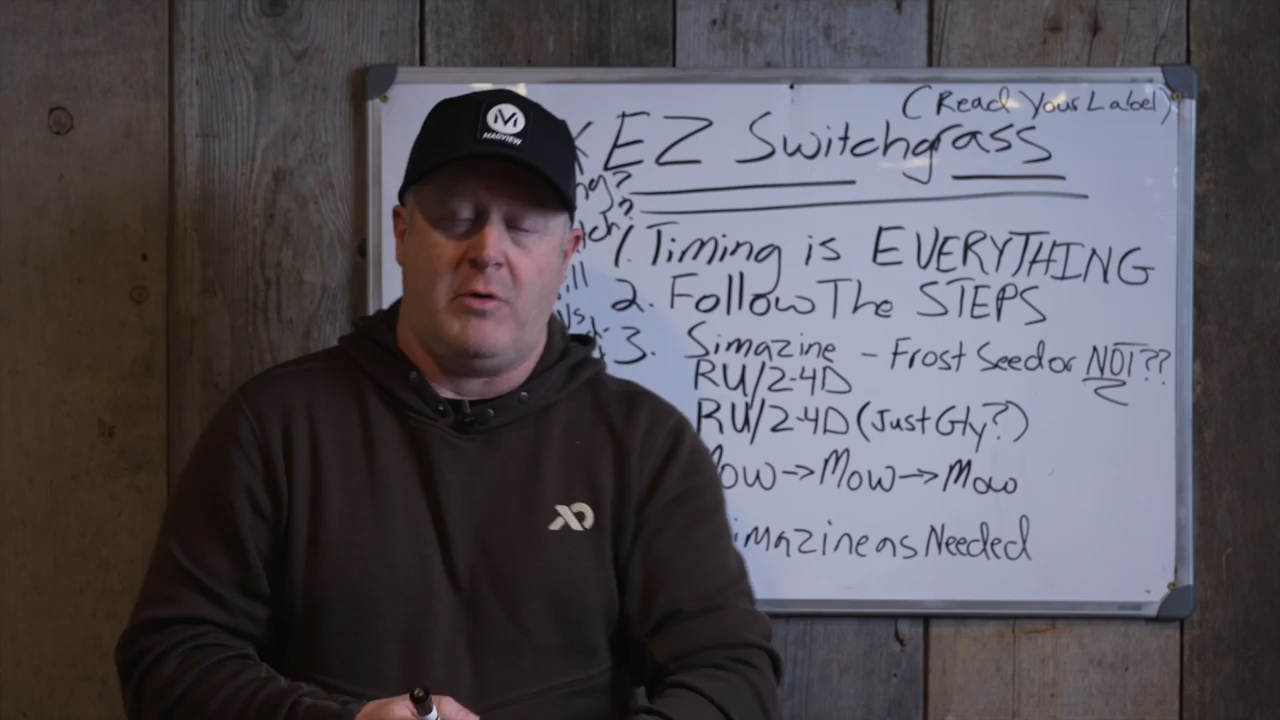 (Read Your Label)
EZ Switchgrass
1. Timing is EVERYTHING
2. Follow The STEPS
3. Simazine - Frost Seed or NOT??
RU/2-4D
RU/2-4D (Just Gly?)
Mow→Mow→Mow
imazine as Needed
MAGVIEW